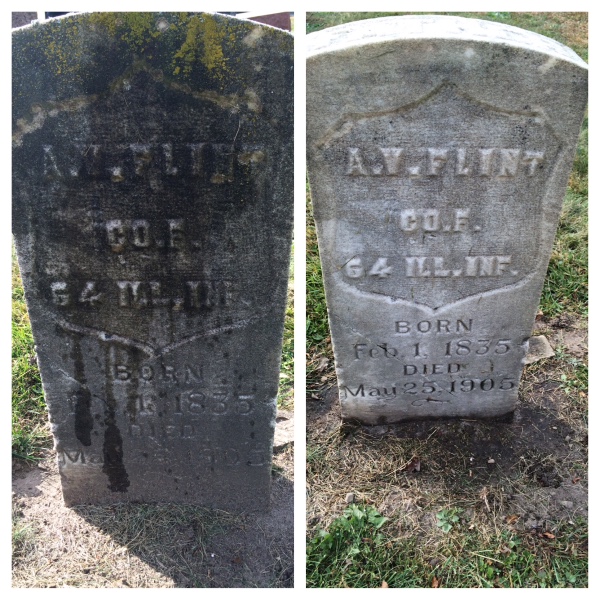 A.V. FLINT
CO.F.
64 ILL.INF.
BORN
1835
DIED
A.V. FLINT
CO.F.
64 ILL.INF.
BORN
Feb. 1. 1835
DIED
May 25. 1905